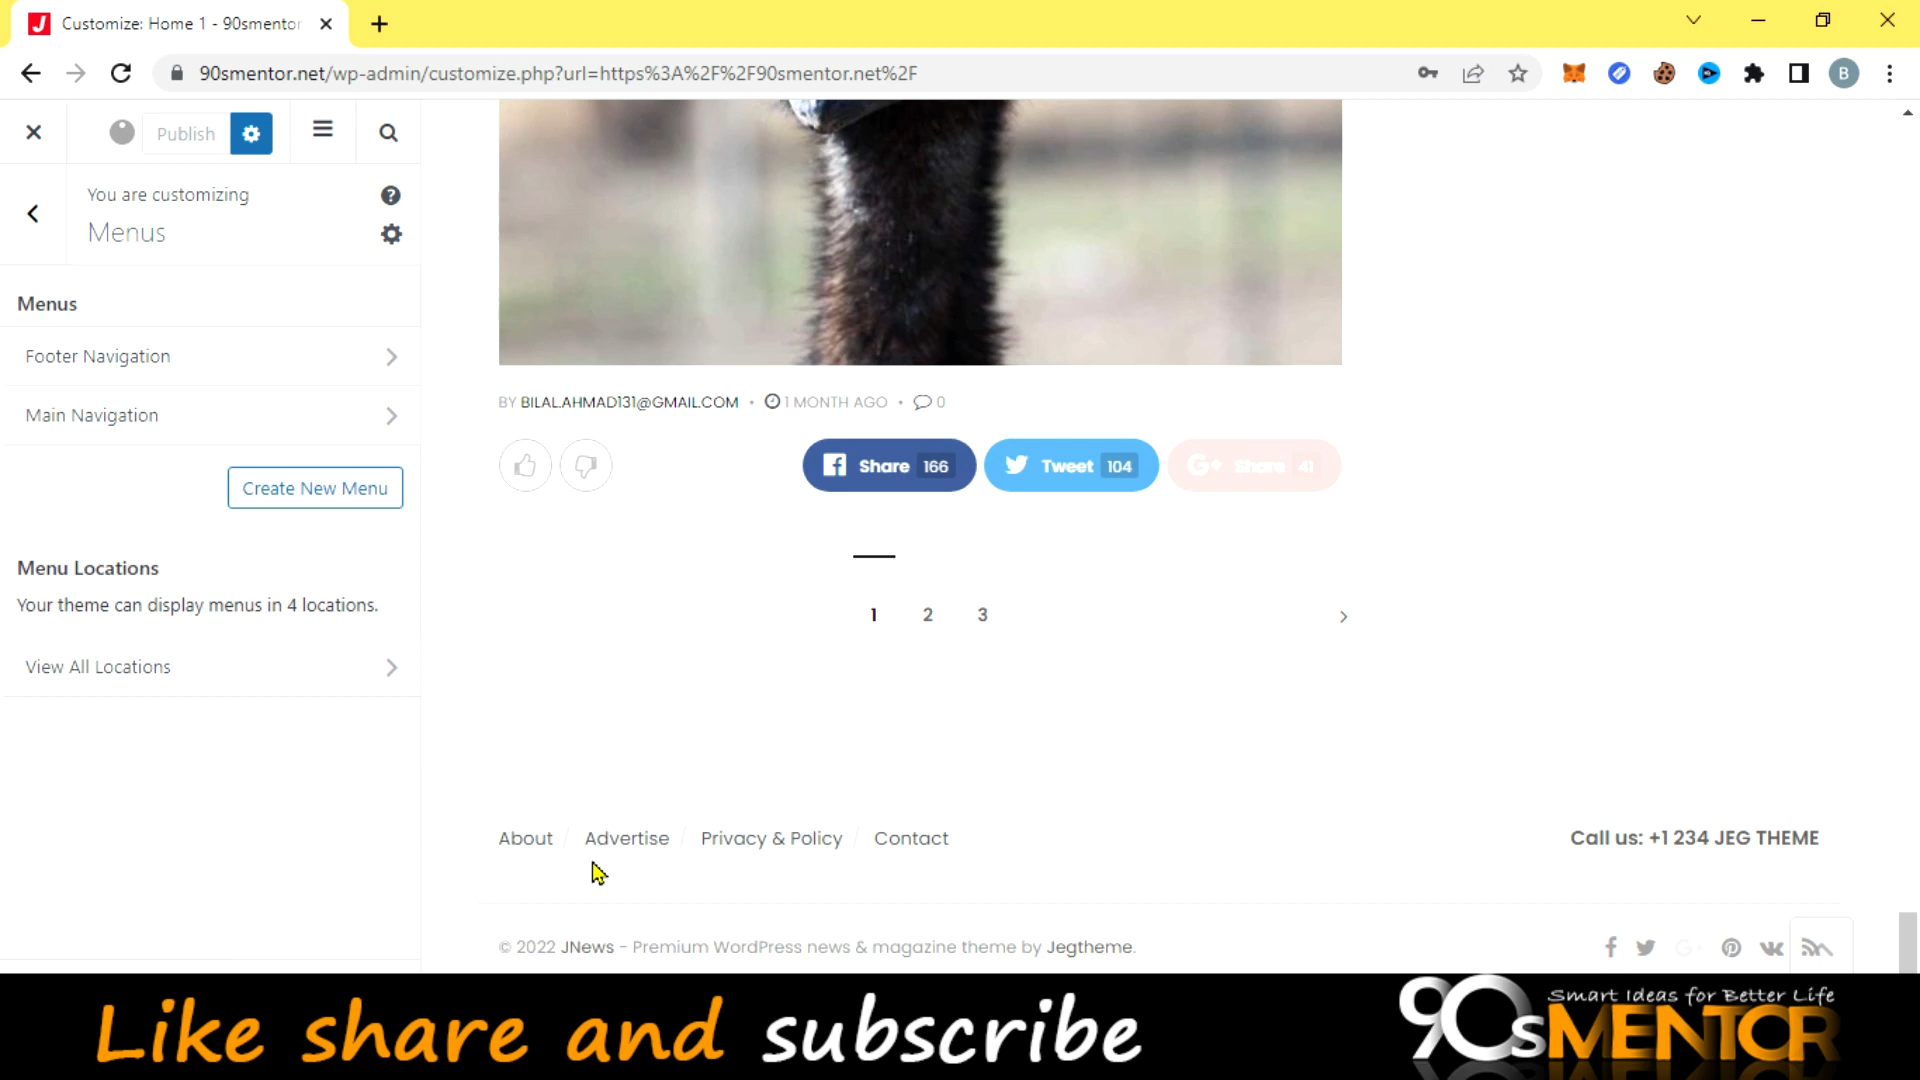 Customize: Home 1 - 90smentor
90smentor.net/wp-admin/customize.php?url=https%3A%2F%2F90smentor.net%2F
B
Publish
You are customizing
Menus
Menus
Footer Navigation
Main Navigation
Create New Menu
Menu Locations
Your theme can display menus in 4 locations.
View All Locations
BY BILAL.AHMAD131@GMAIL.COM • 1 MONTH AGO • 0
Share 166
Tweet 104
G+ Share 41
1 2 3
About / Advertise / Privacy & Policy / Contact
Call us: +1 234 JEG THEME
© 2022 JNews - Premium WordPress news & magazine theme by Jegtheme.
Like share and subscribe
Smart Ideas for Better Life
90sMENTOR